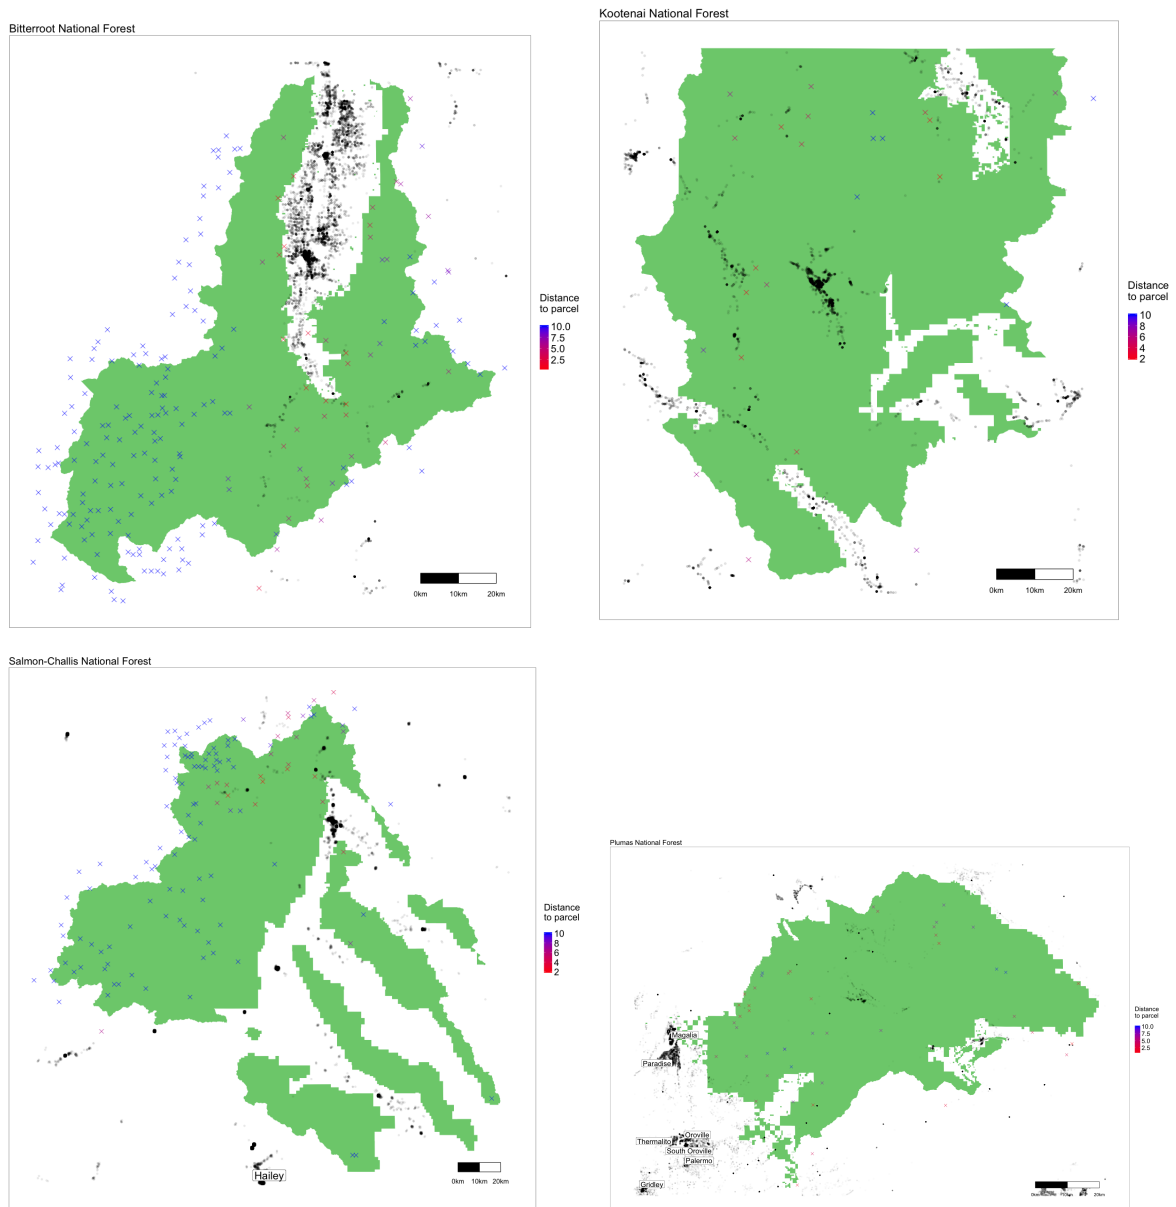 Bitterroot National Forest
Distance
to parcel
10.0
7.5
5.0
2.5
0km 10km 20km
Kootenai National Forest
Distance
to parcel
10
8
6
4
2
0km 10km 20km
Salmon-Challis National Forest
Distance
to parcel
10
8
6
4
2
Hailey
0km 10km 20km
Plumas National Forest
Magalia
Paradise
Oroville
Thermalito
South Oroville
Palermo
Gridley
Distance
to parcel
10.0
7.5
5.0
2.5
0km 10km 20km